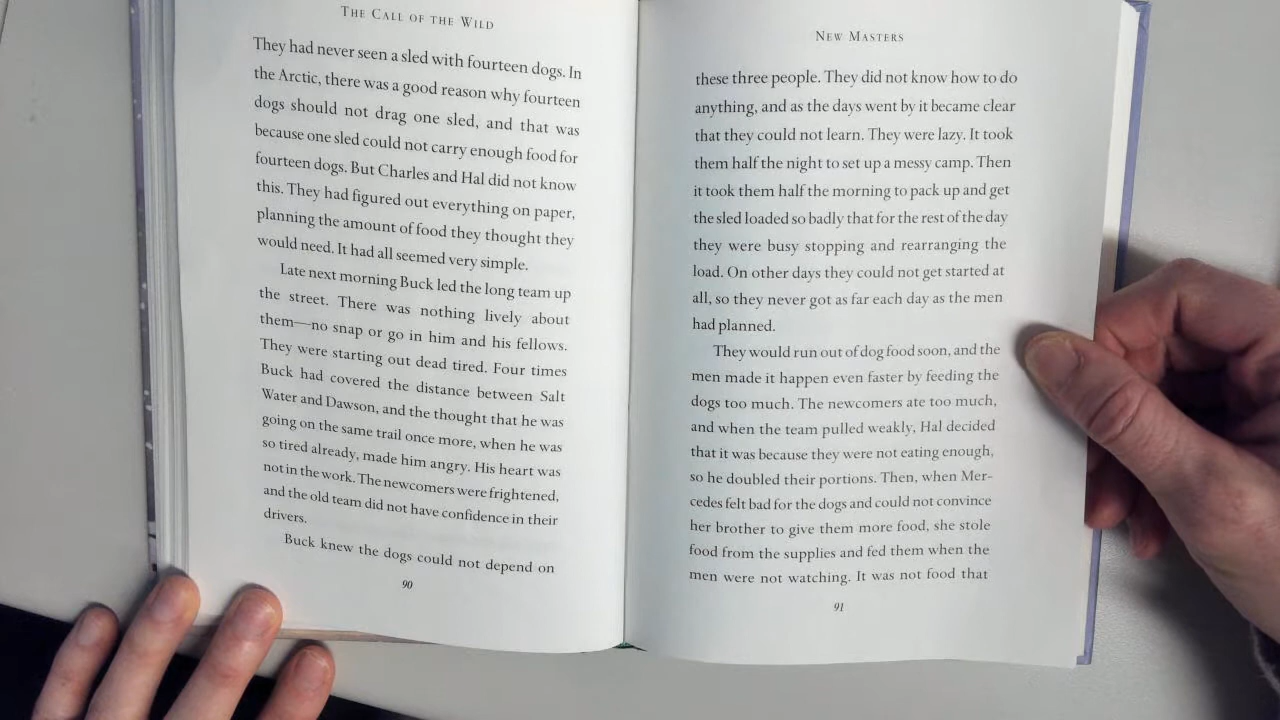 THE CALL OF THE WILD
They had never seen a sled with fourteen dogs. In
the Arctic, there was a good reason why fourteen
dogs should not drag one sled, and that was
because one sled could not carry enough food for
fourteen dogs. But Charles and Hal did not know
this. They had figured out everything on paper,
planning the amount of food they thought they
would need. It had all seemed very simple.
Late next morning Buck led the long team up
the street. There was nothing lively about
them—no snap or go in him and his fellows.
They were starting out dead tired. Four times
Buck had covered the distance between Salt
Water and Dawson, and the thought that he was
going on the same trail once more, when he was
so tired already, made him angry. His heart was
not in the work. The newcomers were frightened,
and the old team did not have confidence in their
drivers.
Buck knew the dogs could not depend on
90
NEW MASTERS
these three people. They did not know how to do
anything, and as the days went by it became clear
that they could not learn. They were lazy. It took
them half the night to set up a messy camp. Then
it took them half the morning to pack up and get
the sled loaded so badly that for the rest of the day
they were busy stopping and rearranging the
load. On other days they could not get started at
all, so they never got as far each day as the men
had planned.
They would run out of dog food soon, and the
men made it happen even faster by feeding the
dogs too much. The newcomers ate too much,
and when the team pulled weakly, Hal decided
that it was because they were not eating enough,
so he doubled their portions. Then, when Mer-
cedes felt bad for the dogs and could not convince
her brother to give them more food, she stole
food from the supplies and fed them when the
men were not watching. It was not food that
91